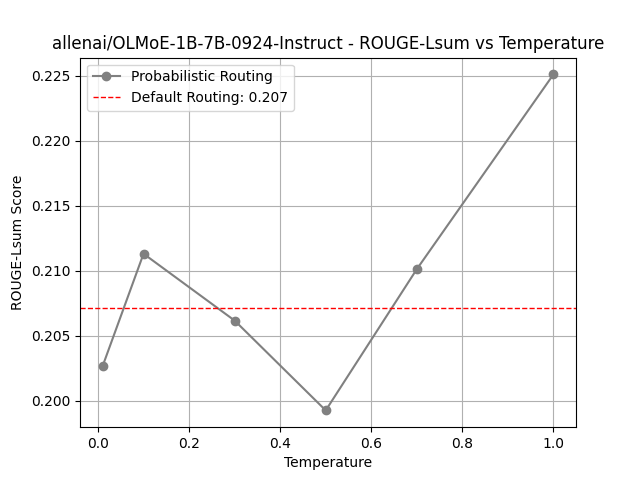 allenai/OLMoE-1B-7B-0924-Instruct - ROUGE-Lsum vs Temperature
Probabilistic Routing
Default Routing: 0.207
ROUGE-Lsum Score
0.225
0.220
0.215
0.210
0.205
0.200
0.0 0.2 0.4 0.6 0.8 1.0
Temperature